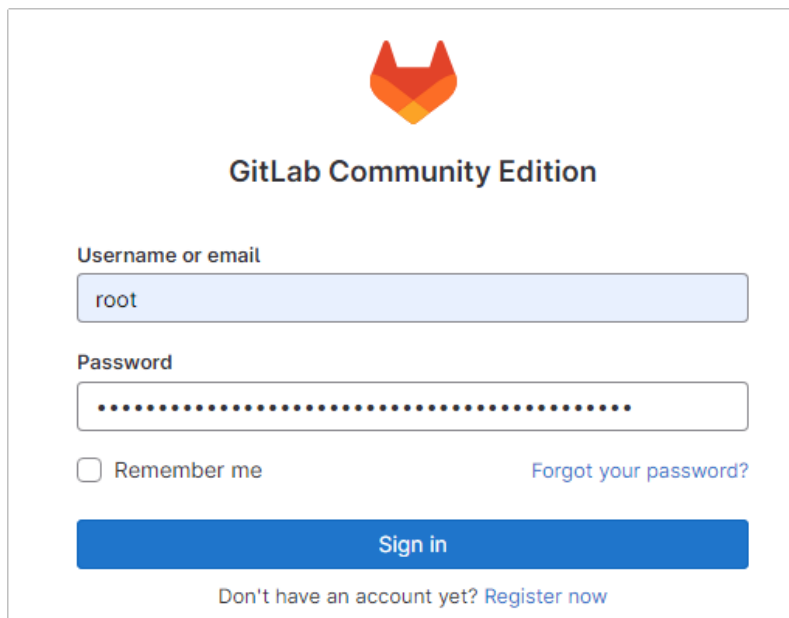 GitLab Community Edition
Username or email
root
Password
••••••••••••••••••••••••••••••••••••••••••••
Remember me Forgot your password?
Sign in
Don't have an account yet? Register now